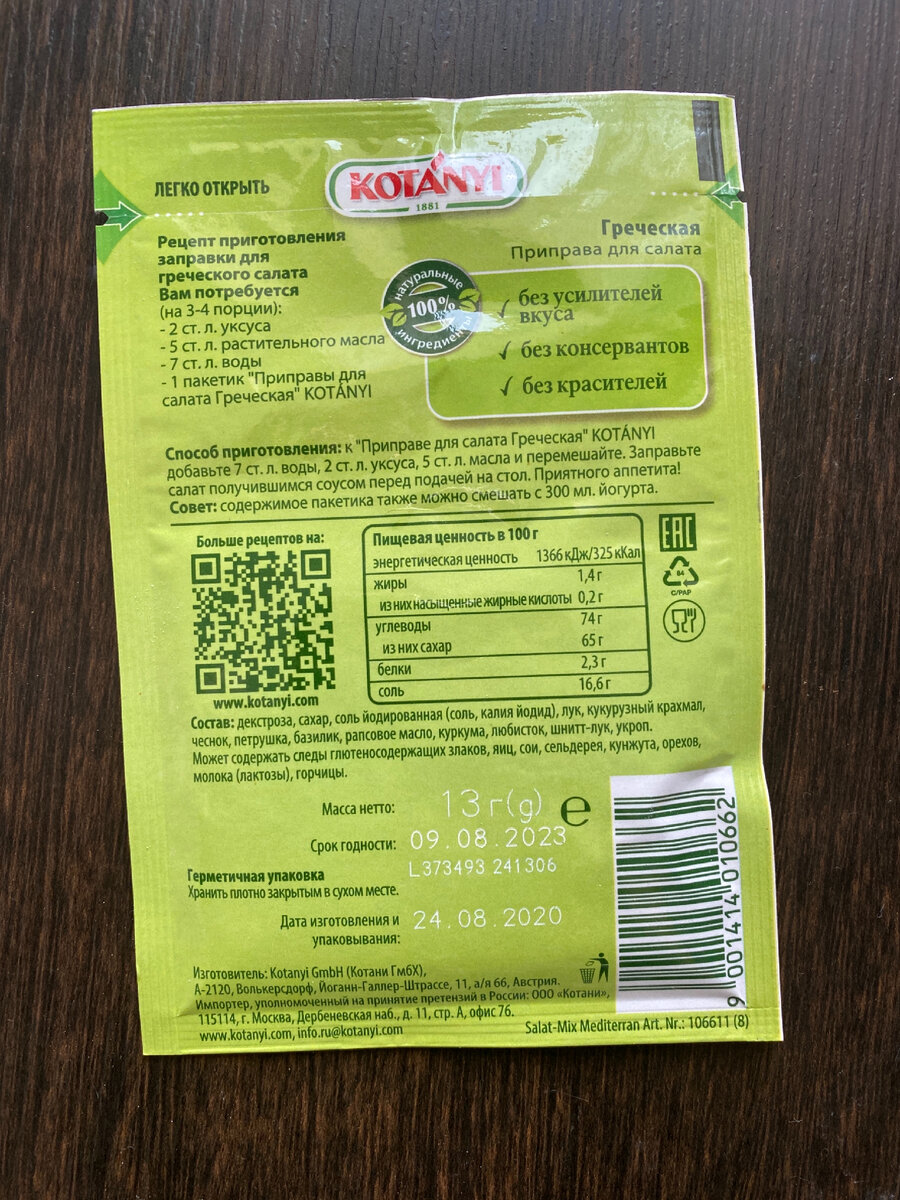 ЛЕГКО ОТКРЫТЬ
KOTÁNYI
1881
Греческая
Приправа для салата
Рецепт приготовления
заправки для
греческого салата
Вам потребуется
(на 3-4 порции):
- 2 ст. л. уксуса
- 5 ст. л. растительного масла
- 7 ст. л. воды
- 1 пакетик "Приправы для
салата Греческая" KOTÁNYI
натуральные
100%
ингредиенты
✓ без усилителей
вкуса
✓ без консервантов
✓ без красителей
Способ приготовления: к "Приправе для салата Греческая" KOTÁNYI
добавьте 7 ст. л. воды, 2 ст. л. уксуса, 5 ст. л. масла и перемешайте. Заправьте
салат получившимся соусом перед подачей на стол. Приятного аппетита!
Совет: содержимое пакетика также можно смешать с 300 мл. йогурта.
Больше рецептов на:
www.kotanyi.com
Пищевая ценность в 100 г
энергетическая ценность 1366 кДж/325 кКал
жиры 1,4 г
из них насыщенные жирные кислоты 0,2 г
углеводы 74 г
из них сахар 65 г
белки 2,3 г
соль 16,6 г
EAC
84
C/PAP
Состав: декстроза, сахар, соль йодированная (соль, калия йодид), лук, кукурузный крахмал,
чеснок, петрушка, базилик, рапсовое масло, куркума, любисток, шнитт-лук, укроп.
Может содержать следы глютеносодержащих злаков, яиц, сои, сельдерея, кунжута, орехов,
молока (лактозы), горчицы.
Масса нетто: 13 г(g) e
Срок годности: 09.08.2023
L373493 241306
Герметичная упаковка
Хранить плотно закрытым в сухом месте.
Дата изготовления и 24.08.2020
упаковывания:
9 001414 010662
Изготовитель: Kotanyi GmbH (Котани ГмбХ),
А-2120, Волькерсдорф, Йоганн-Галлер-Штрассе, 11, а/я 66, Австрия.
Импортер, уполномоченный на принятие претензий в России: ООО «Котани»,
115114, г. Москва, Дербеневская наб., д. 11, стр. А, офис 76.
www.kotanyi.com, info.ru@kotanyi.com
Salat-Mix Mediterran Art. Nr.: 106611 (8)